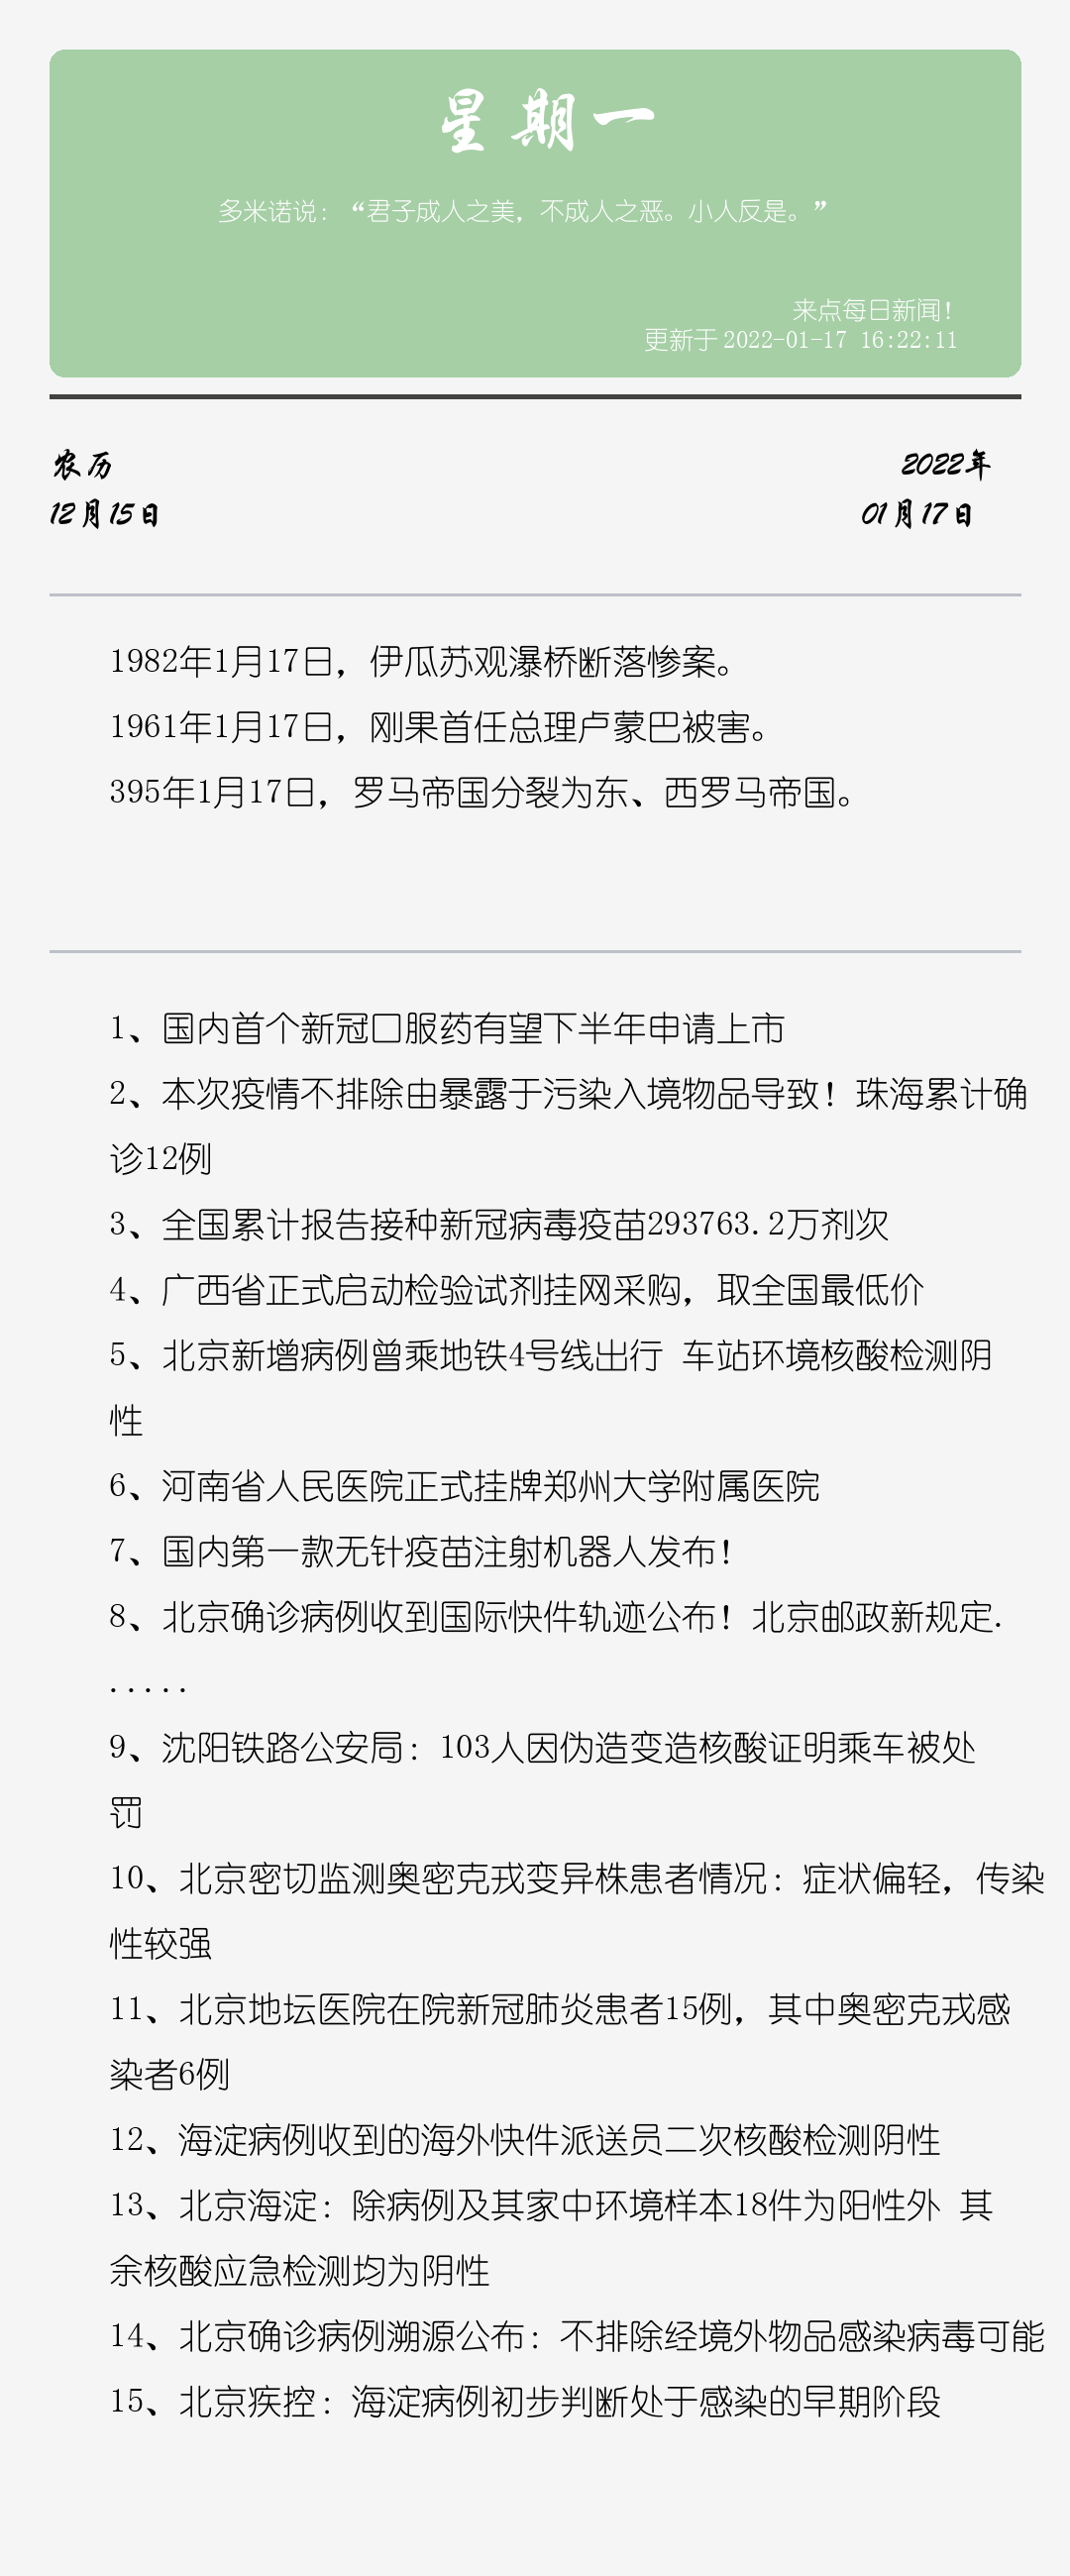 星期一
多米诺说：“君子成人之美，不成人之恶。小人反是。”
来点每日新闻！
更新于2022-01-17 16:22:11
农历
2022年
12月15日
01月17日
1982年1月17日，伊瓜苏观瀑桥断落惨案。
1961年1月17日，刚果首任总理卢蒙巴被害。
395年1月17日，罗马帝国分裂为东、西罗马帝国。
1、国内首个新冠口服药有望下半年申请上市
2、本次疫情不排除由暴露于污染入境物品导致！珠海累计确
诊12例
3、全国累计报告接种新冠病毒疫苗293763.2万剂次
4、广西省正式启动检验试剂挂网采购，取全国最低价
5、北京新增病例曾乘地铁4号线出行 车站环境核酸检测阴
性
6、河南省人民医院正式挂牌郑州大学附属医院
7、国内第一款无针疫苗注射机器人发布！
8、北京确诊病例收到国际快件轨迹公布！北京邮政新规定.
.....
9、沈阳铁路公安局：103人因伪造变造核酸证明乘车被处
罚
10、北京密切监测奥密克戎变异株患者情况：症状偏轻，传染
性较强
11、北京地坛医院在院新冠肺炎患者15例，其中奥密克戎感
染者6例
12、海淀病例收到的海外快件派送员二次核酸检测阴性
13、北京海淀：除病例及其家中环境样本18件为阳性外 其
余核酸应急检测均为阴性
14、北京确诊病例溯源公布：不排除经境外物品感染病毒可能
15、北京疾控：海淀病例初步判断处于感染的早期阶段